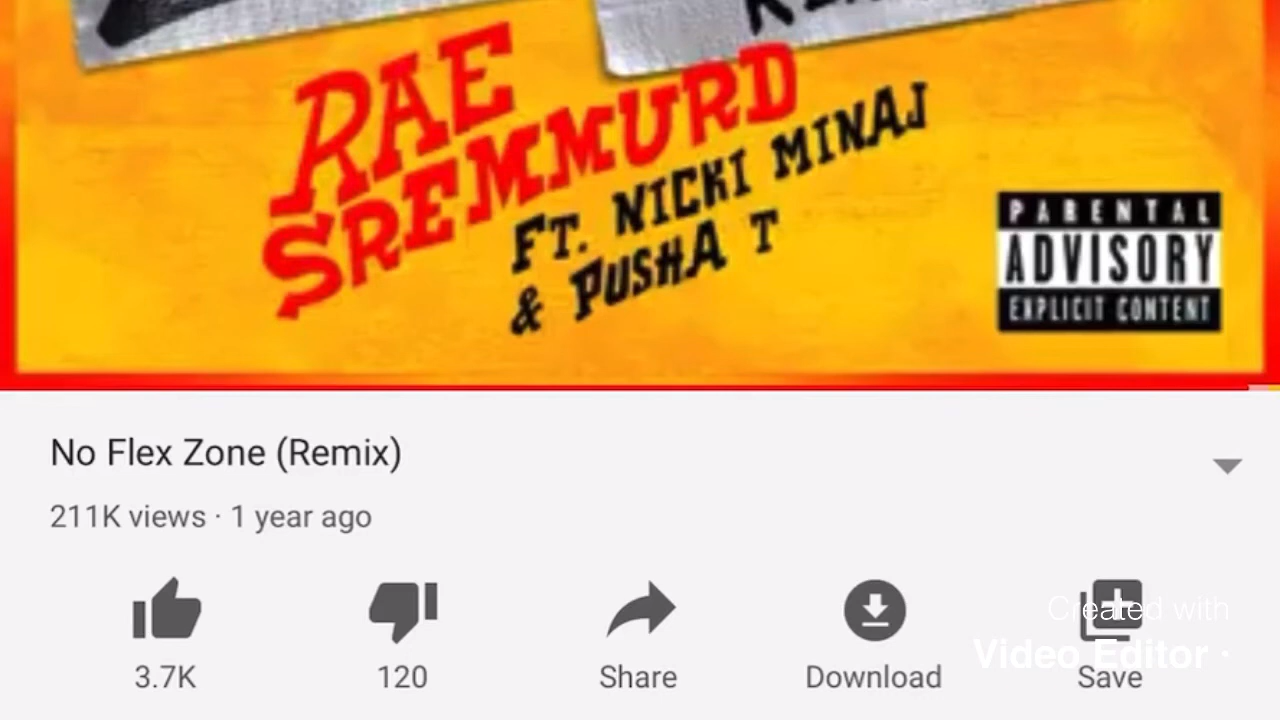 RAE
SREMMURD
FT. NICKI MINAJ
& PUSHA T
PARENTAL
ADVISORY
EXPLICIT CONTENT
No Flex Zone (Remix)
211K views · 1 year ago
3.7K
120
Share
Download
Save
Created with
Video Editor ·